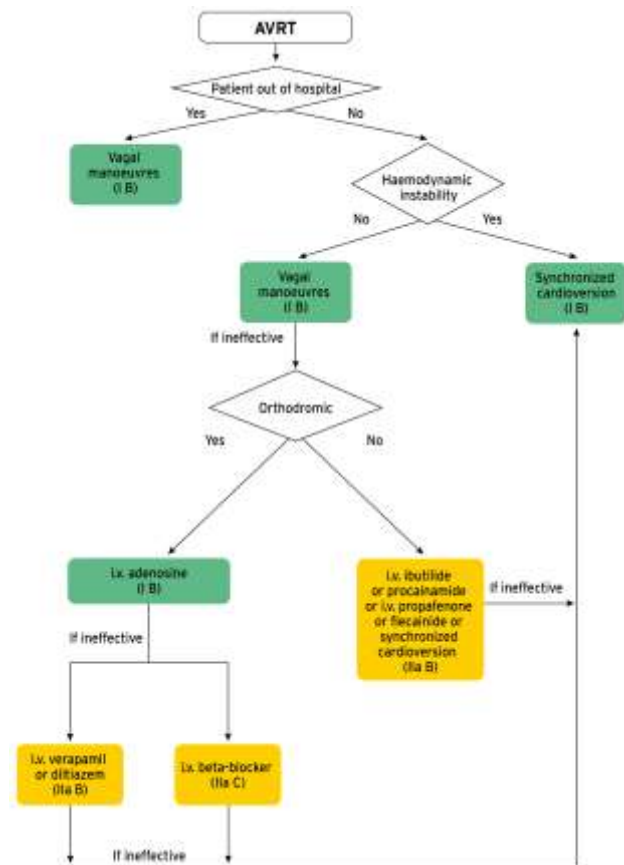 AVRT
Patient out of hospital
Yes
No
Vagal
manoeuvres
(I B)
Haemodynamic
instability
No
Yes
Vagal
manoeuvres
(I B)
Synchronized
cardioversion
(I B)
If ineffective
Orthodromic
Yes
No
i.v. adenosine
(I B)
i.v. ibutilide
or procainamide
or i.v. propafenone
or flecainide or
synchronized
cardioversion
(IIa B)
If ineffective
If ineffective
i.v. verapamil
or diltiazem
(IIa B)
i.v. beta-blocker
(IIa C)
If ineffective